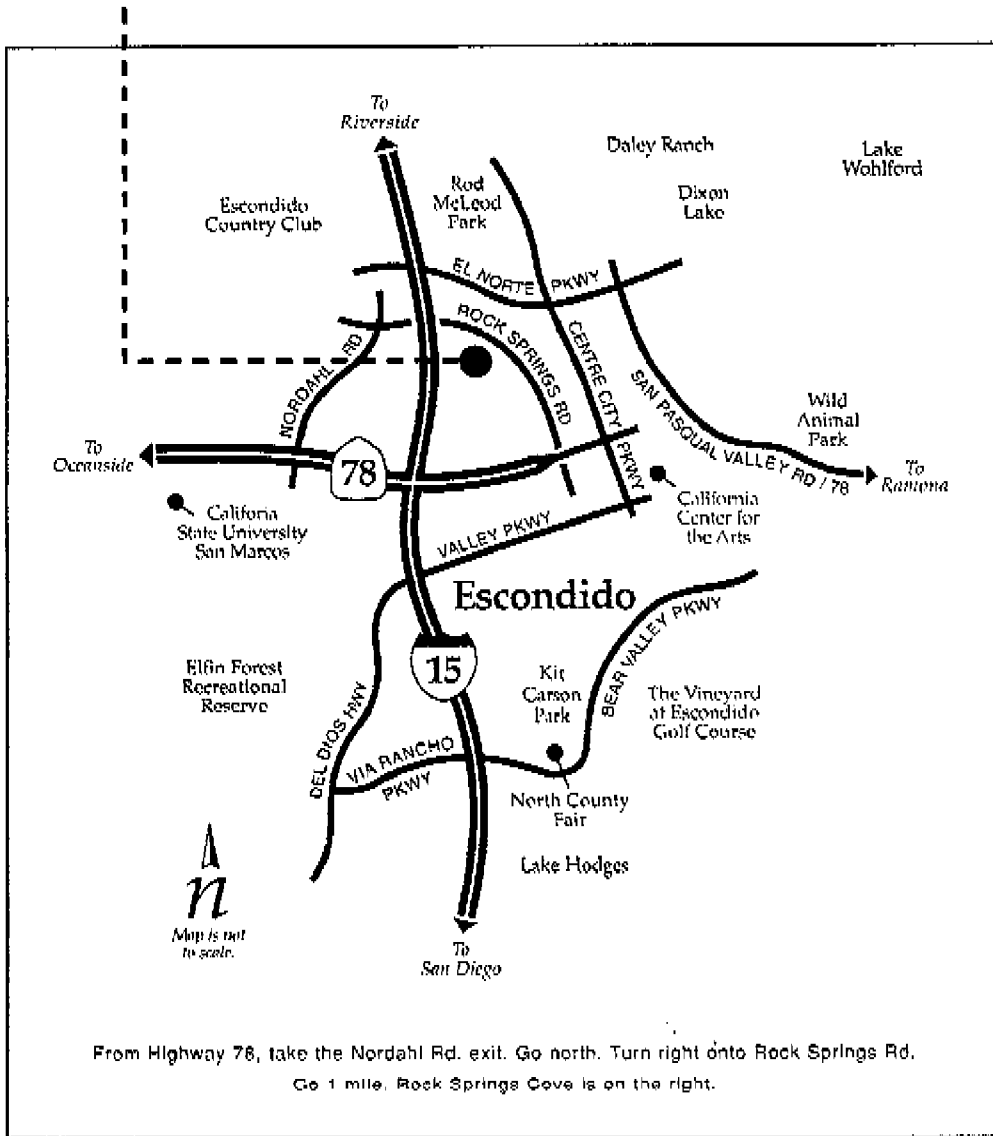 To
Riverside
Daley Ranch
Lake
Wohlford
Rod
McLeod
Park
Dixon
Lake
Escondido
Country Club
EL NORTE PKWY
ROCK SPRINGS RD
NORDAHL RD
CENTRE CITY PKWY
SAN PASQUAL VALLEY RD / 78
Wild
Animal
Park
To
Oceanside
78
To
Ramona
Califoria
State University
San Marcos
California
Center for
the Arts
VALLEY PKWY
Escondido
BEAR VALLEY PKWY
15
Elfin Forest
Recreational
Reserve
Kit
Carson
Park
The Vineyard
at Escondido
Golf Course
DEL DIOS HWY
VIA RANCHO
PKWY
North County
Fair
Lake Hodges
n
Map is not
to scale.
To
San Diego
From Highway 78, take the Nordahl Rd. exit. Go north. Turn right onto Rock Springs Rd.
Go 1 mile. Rock Springs Cove is on the right.